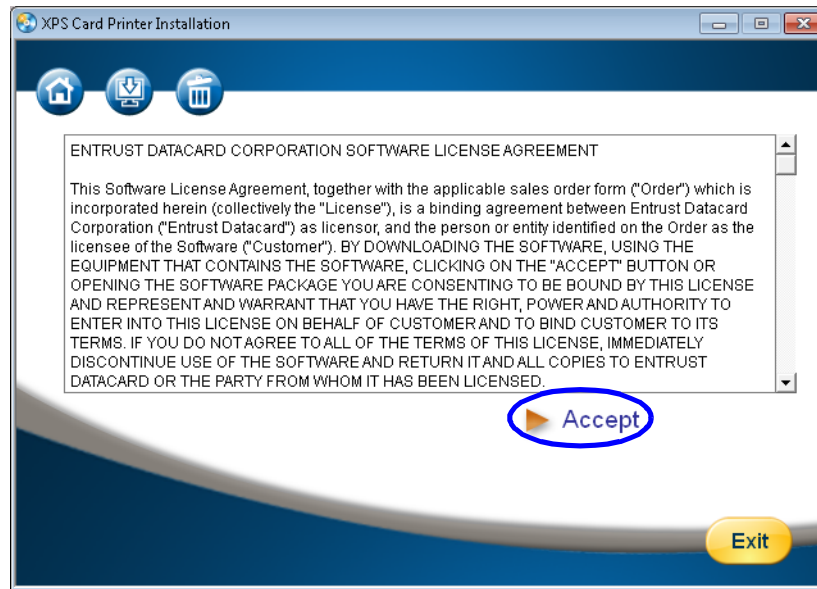 XPS Card Printer Installation
ENTRUST DATACARD CORPORATION SOFTWARE LICENSE AGREEMENT
This Software License Agreement, together with the applicable sales order form ("Order") which is
incorporated herein (collectively the "License"), is a binding agreement between Entrust Datacard
Corporation ("Entrust Datacard") as licensor, and the person or entity identified on the Order as the
licensee of the Software ("Customer"). BY DOWNLOADING THE SOFTWARE, USING THE
EQUIPMENT THAT CONTAINS THE SOFTWARE, CLICKING ON THE "ACCEPT" BUTTON OR
OPENING THE SOFTWARE PACKAGE YOU ARE CONSENTING TO BE BOUND BY THIS LICENSE
AND REPRESENT AND WARRANT THAT YOU HAVE THE RIGHT, POWER AND AUTHORITY TO
ENTER INTO THIS LICENSE ON BEHALF OF CUSTOMER AND TO BIND CUSTOMER TO ITS
TERMS. IF YOU DO NOT AGREE TO ALL OF THE TERMS OF THIS LICENSE, IMMEDIATELY
DISCONTINUE USE OF THE SOFTWARE AND RETURN IT AND ALL COPIES TO ENTRUST
DATACARD OR THE PARTY FROM WHOM IT HAS BEEN LICENSED.
Accept
Exit